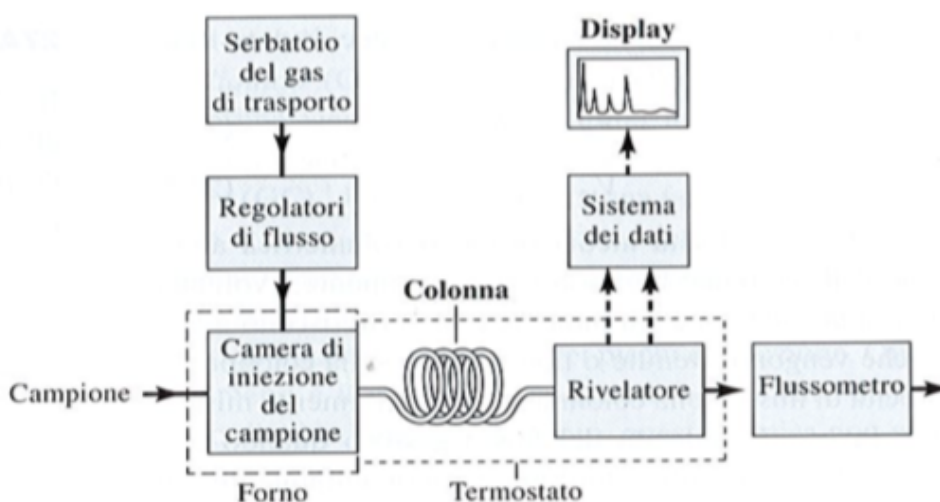 Serbatoio
del gas
di trasporto
Display
Regolatori
di flusso
Sistema
dei dati
Colonna
Campione
Camera di
iniezione
del
campione
Rivelatore
Flussometro
Forno
Termostato